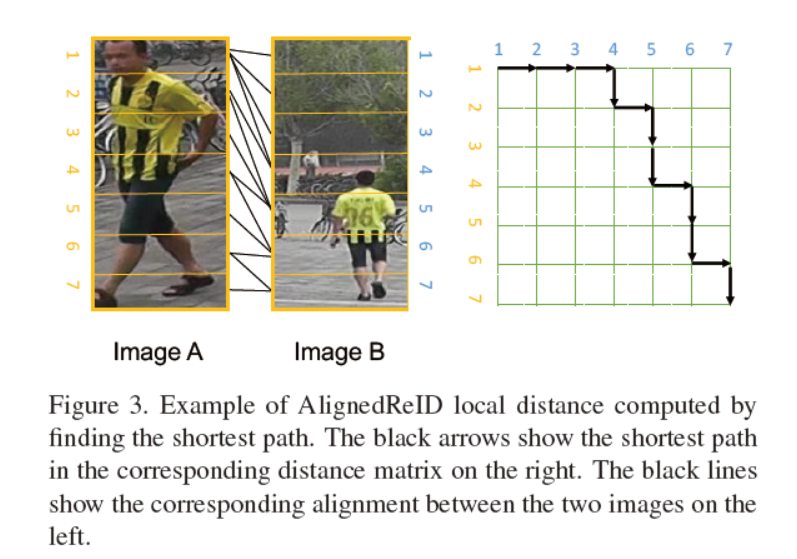 1
2
3
4
5
6
7
1
2
3
4
5
6
7
1 2 3 4 5 6 7
1
2
3
4
5
6
7
16
Image A
Image B
Figure 3. Example of AlignedReID local distance computed by
finding the shortest path. The black arrows show the shortest path
in the corresponding distance matrix on the right. The black lines
show the corresponding alignment between the two images on the
left.